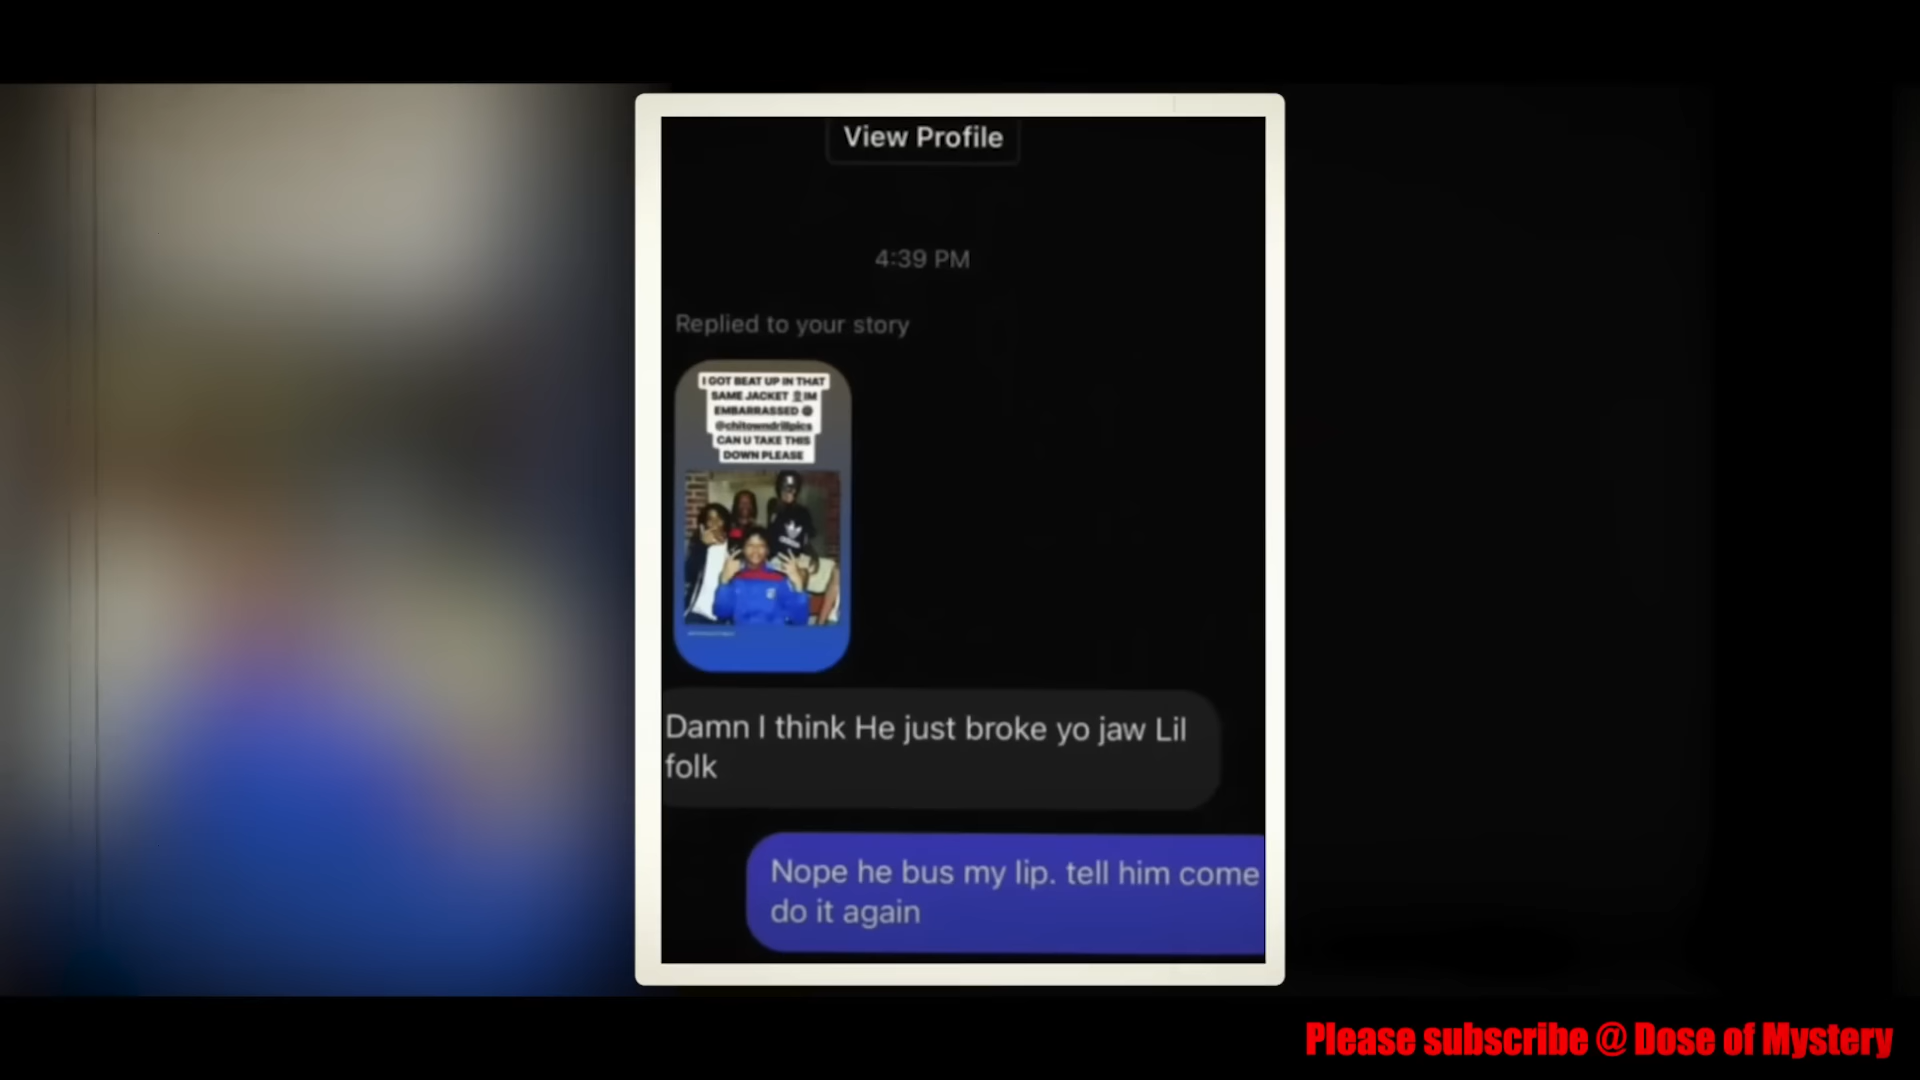 View Profile
4:39 PM
Replied to your story
I GOT BEAT UP IN THAT
SAME JACKET IM
EMBARRASSED
@chitowndrillpics
CAN U TAKE THIS
DOWN PLEASE
Damn I think He just broke yo jaw Lil
folk
Nope he bus my lip. tell him come
do it again
Please subscribe @ Dose of Mystery